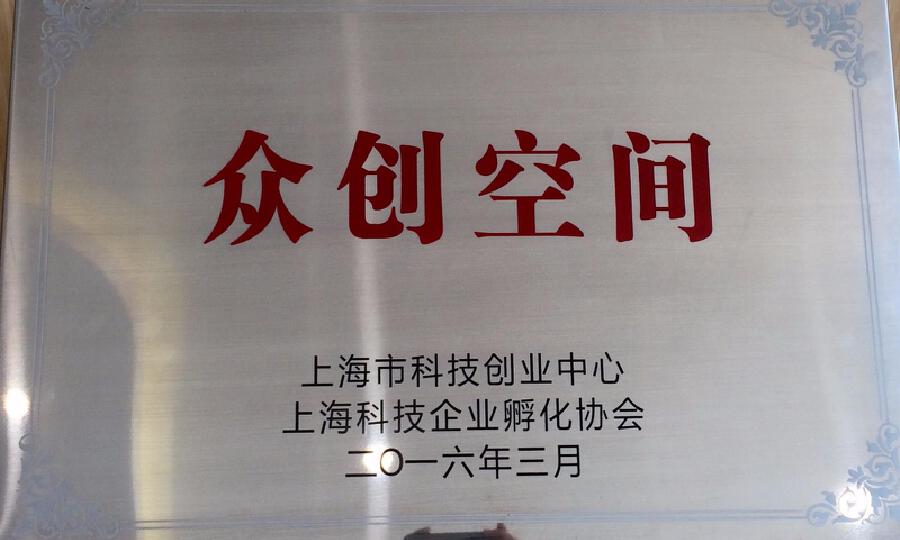 众创空间
上海市科技创业中心
上海科技企业孵化协会
二〇一六年三月